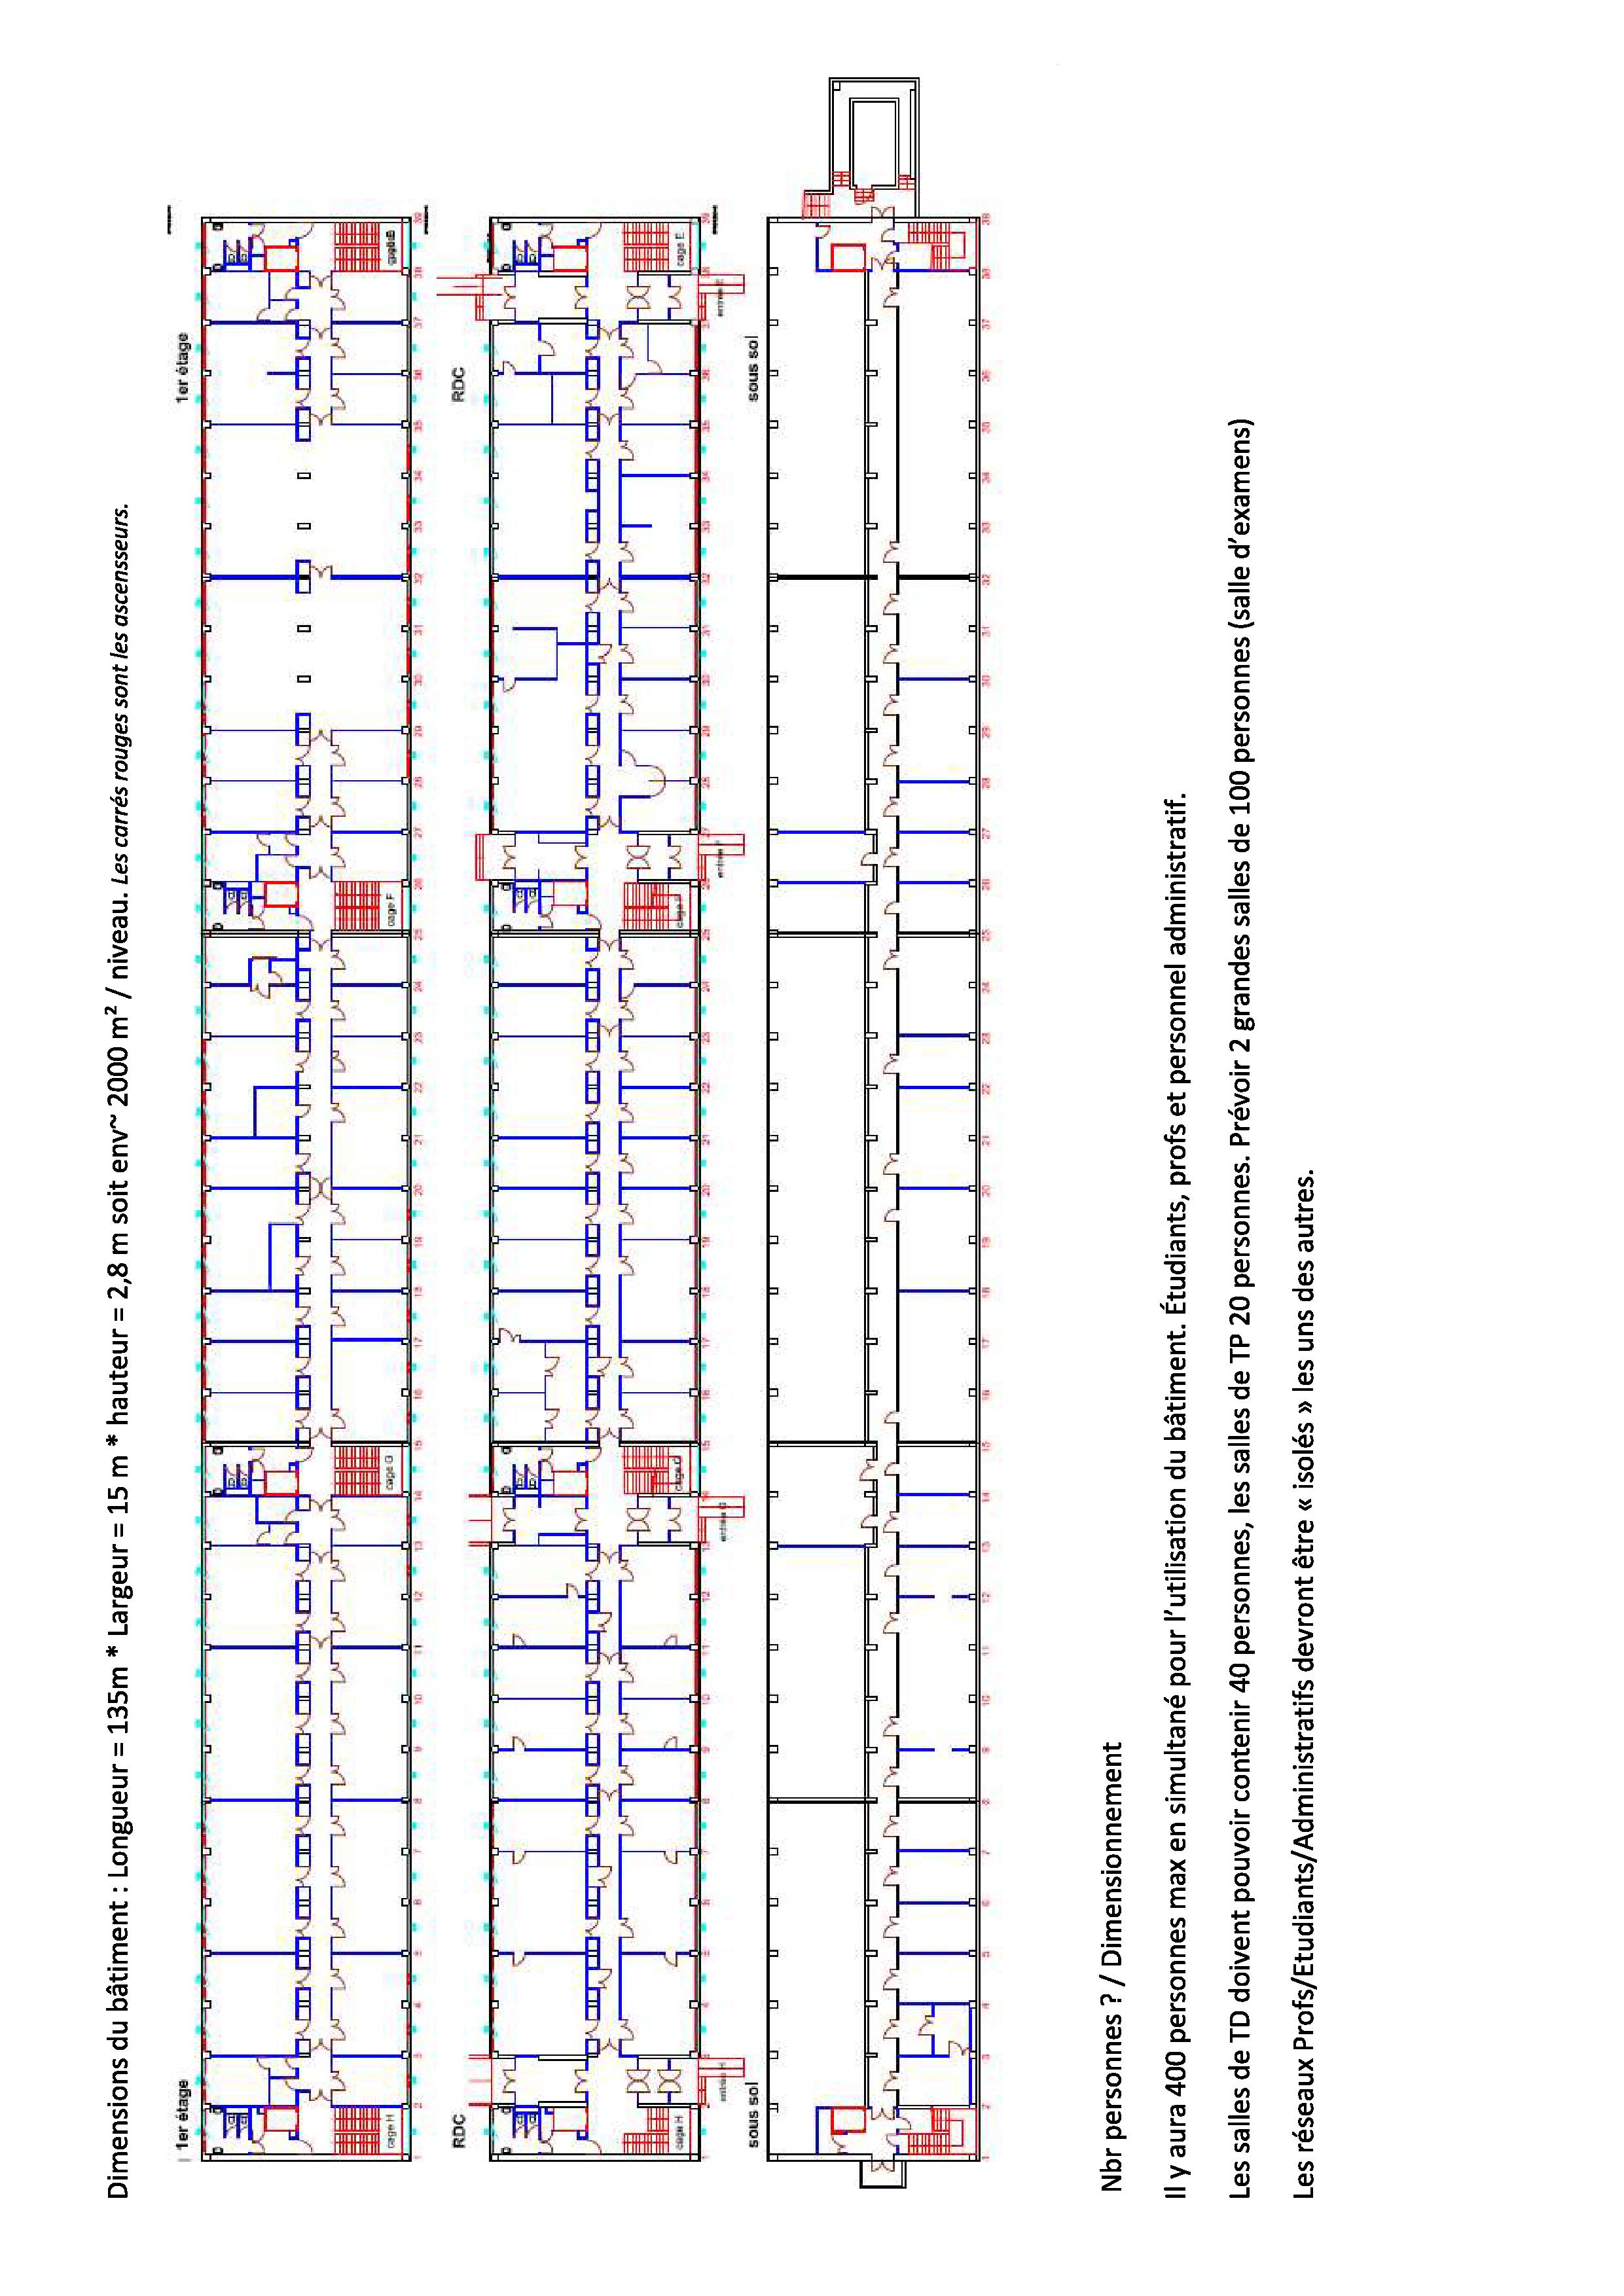 Dimensions du bâtiment : Longueur = 135m * Largeur = 15 m * hauteur = 2,8 m soit env~ 2000 m² / niveau. Les carrés rouges sont les ascensseurs.
1er étage 1er étage
cage H cage G cage F
1 2 3 4 5 6 7 8 9 10 11 12 13 14 15 16 17 18 19 20 21 22 23 24 25 26 27 28 29 30 31 32 33 34 35 36 37 38 39
RDC RDC
cage H cage G cage F cage E
1 2 3 4 5 6 7 8 9 10 11 12 13 14 15 16 17 18 19 20 21 22 23 24 25 26 27 28 29 30 31 32 33 34 35 36 37 38 39
entrée H entrée G entrée F entrée E
sous sol sous sol
1 2 3 4 5 6 7 8 9 10 11 12 13 14 15 16 17 18 19 20 21 22 23 24 25 26 27 28 29 30 31 32 33 34 35 36 37 38
Nbr personnes ? / Dimensionnement
Il y aura 400 personnes max en simultané pour l’utilisation du bâtiment. Étudiants, profs et personnel administratif.
Les salles de TD doivent pouvoir contenir 40 personnes, les salles de TP 20 personnes. Prévoir 2 grandes salles de 100 personnes (salle d’examens)
Les réseaux Profs/Etudiants/Administratifs devront être « isolés » les uns des autres.